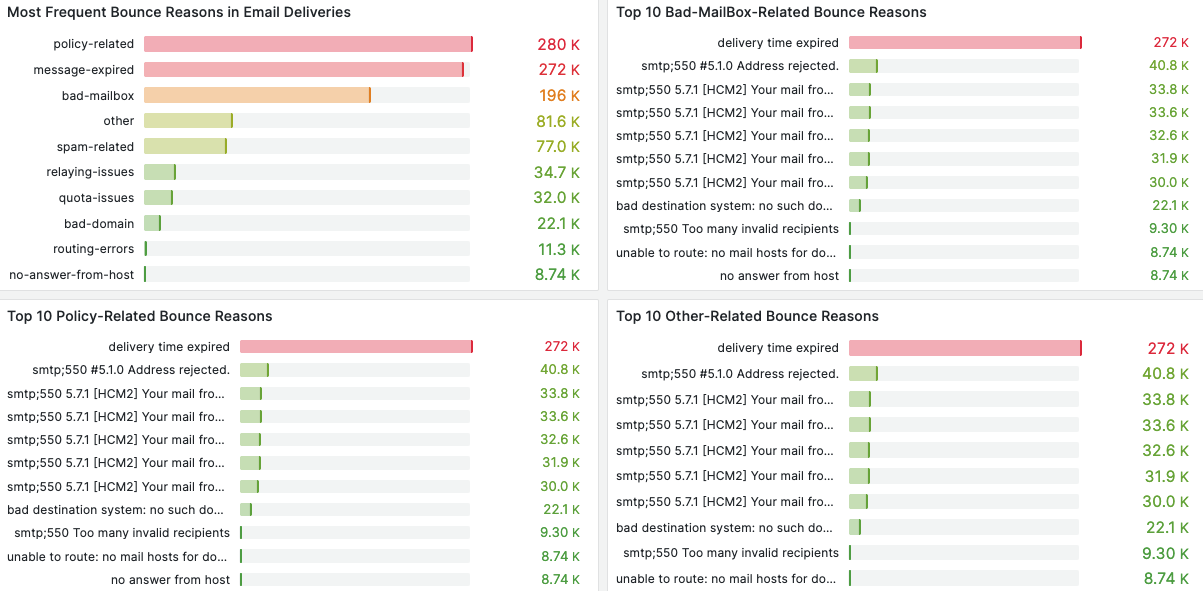 Most Frequent Bounce Reasons in Email Deliveries
policy-related 280 K
message-expired 272 K
bad-mailbox 196 K
other 81.6 K
spam-related 77.0 K
relaying-issues 34.7 K
quota-issues 32.0 K
bad-domain 22.1 K
routing-errors 11.3 K
no-answer-from-host 8.74 K
Top 10 Bad-MailBox-Related Bounce Reasons
delivery time expired 272 K
smtp;550 #5.1.0 Address rejected. 40.8 K
smtp;550 5.7.1 [HCM2] Your mail fro... 33.8 K
smtp;550 5.7.1 [HCM2] Your mail fro... 33.6 K
smtp;550 5.7.1 [HCM2] Your mail fro... 32.6 K
smtp;550 5.7.1 [HCM2] Your mail fro... 31.9 K
smtp;550 5.7.1 [HCM2] Your mail fro... 30.0 K
bad destination system: no such do... 22.1 K
smtp;550 Too many invalid recipients 9.30 K
unable to route: no mail hosts for do... 8.74 K
no answer from host 8.74 K
Top 10 Policy-Related Bounce Reasons
delivery time expired 272 K
smtp;550 #5.1.0 Address rejected. 40.8 K
smtp;550 5.7.1 [HCM2] Your mail fro... 33.8 K
smtp;550 5.7.1 [HCM2] Your mail fro... 33.6 K
smtp;550 5.7.1 [HCM2] Your mail fro... 32.6 K
smtp;550 5.7.1 [HCM2] Your mail fro... 31.9 K
smtp;550 5.7.1 [HCM2] Your mail fro... 30.0 K
bad destination system: no such do... 22.1 K
smtp;550 Too many invalid recipients 9.30 K
unable to route: no mail hosts for do... 8.74 K
no answer from host 8.74 K
Top 10 Other-Related Bounce Reasons
delivery time expired 272 K
smtp;550 #5.1.0 Address rejected. 40.8 K
smtp;550 5.7.1 [HCM2] Your mail fro... 33.8 K
smtp;550 5.7.1 [HCM2] Your mail fro... 33.6 K
smtp;550 5.7.1 [HCM2] Your mail fro... 32.6 K
smtp;550 5.7.1 [HCM2] Your mail fro... 31.9 K
smtp;550 5.7.1 [HCM2] Your mail fro... 30.0 K
bad destination system: no such do... 22.1 K
smtp;550 Too many invalid recipients 9.30 K
unable to route: no mail hosts for do... 8.74 K